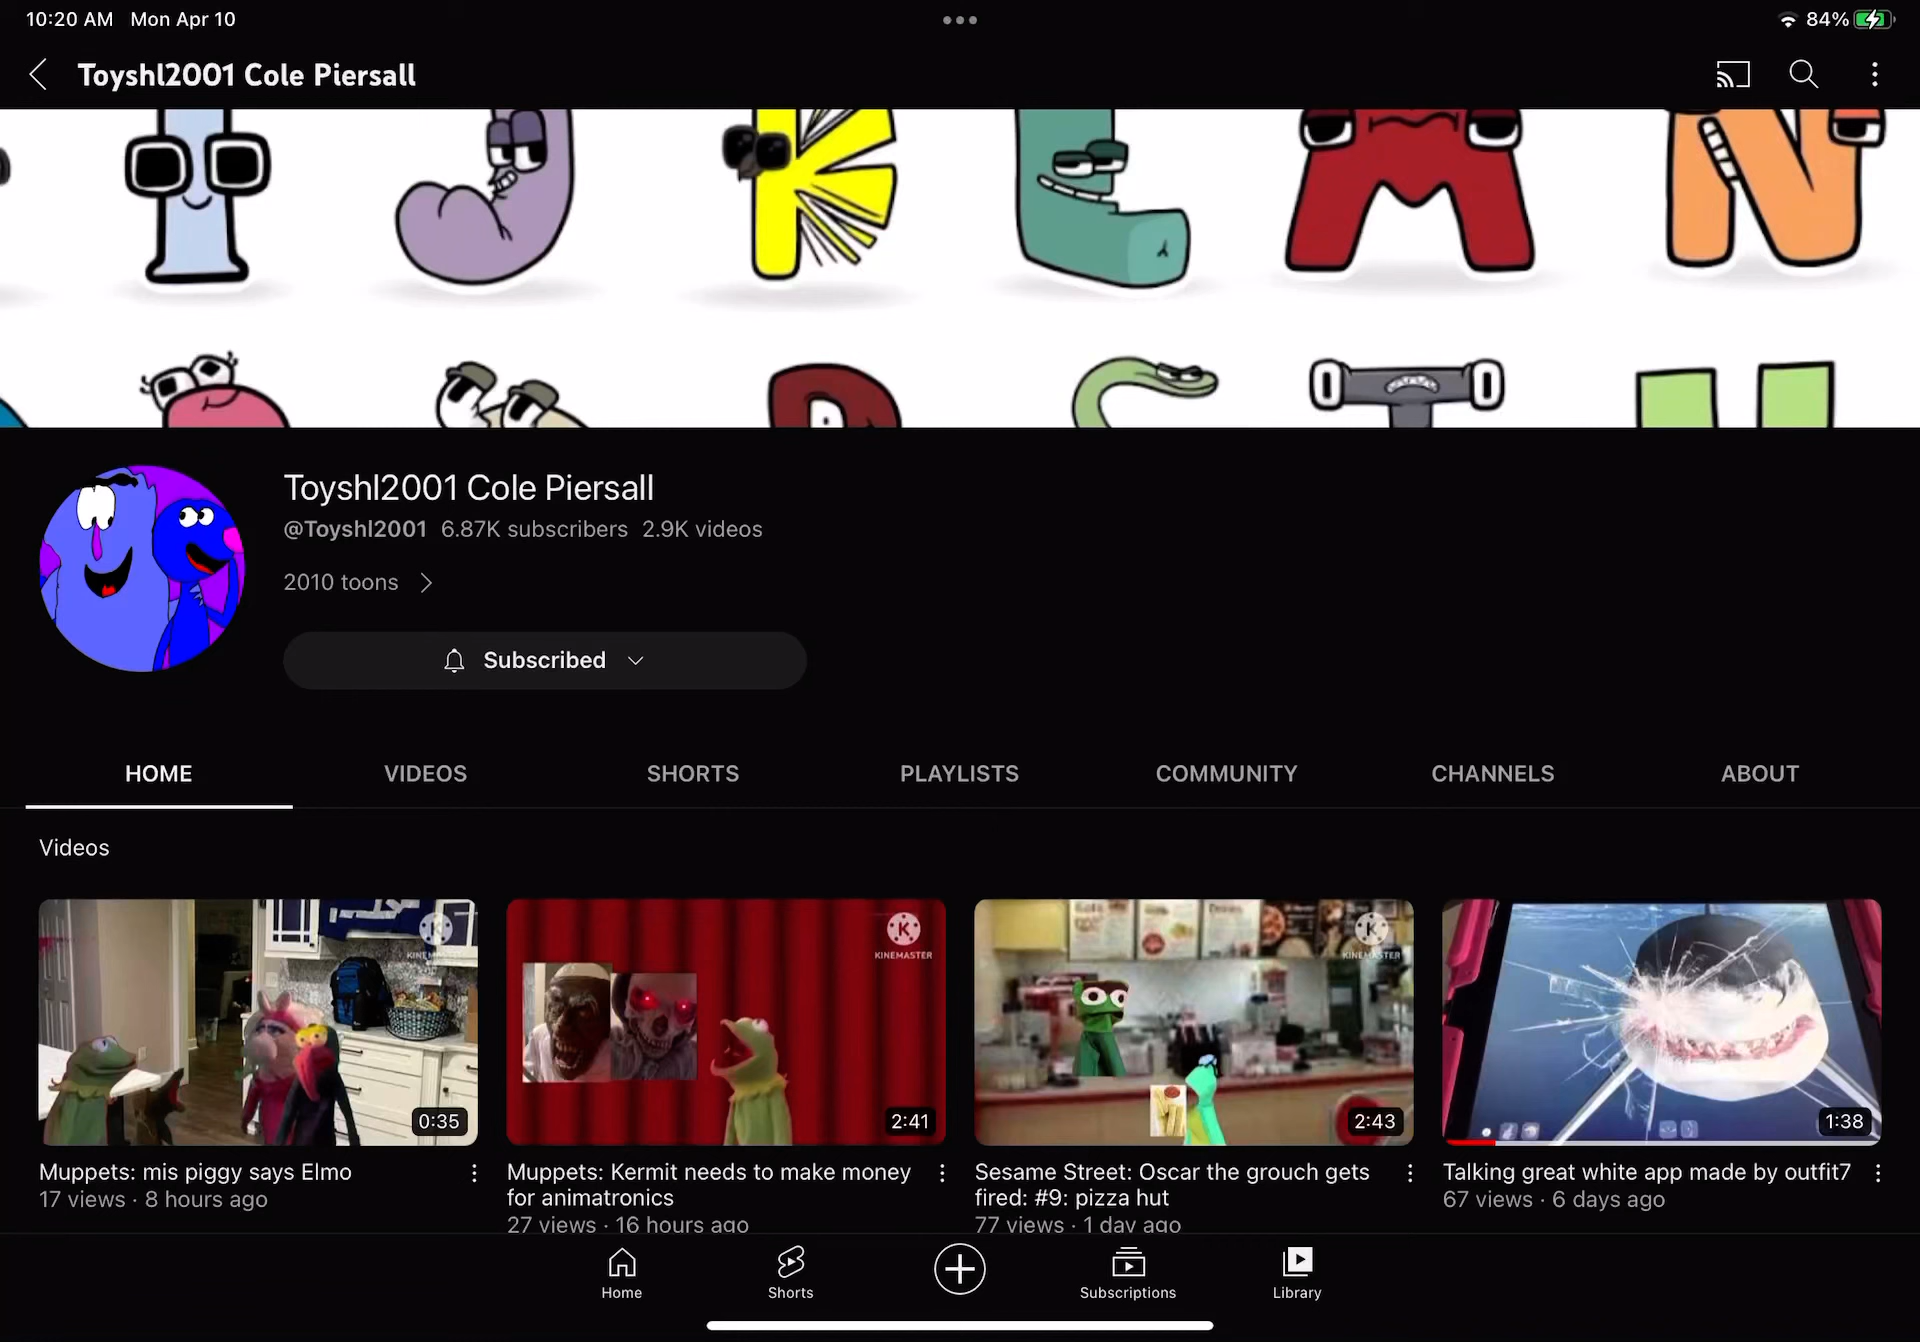 10:20 AM Mon Apr 10
84%
Toyshl2001 Cole Piersall
Toyshl2001 Cole Piersall
@Toyshl2001 6.87K subscribers 2.9K videos
2010 toons
Subscribed
HOME VIDEOS SHORTS PLAYLISTS COMMUNITY CHANNELS ABOUT
Videos
KINEMASTER
KINEMASTER
0:35
2:41
2:43
1:38
Muppets: mis piggy says Elmo
17 views · 8 hours ago
Muppets: Kermit needs to make money
for animatronics
27 views · 16 hours ago
Sesame Street: Oscar the grouch gets
fired: #9: pizza hut
77 views · 1 day ago
Talking great white app made by outfit7
67 views · 6 days ago
Home Shorts Subscriptions Library